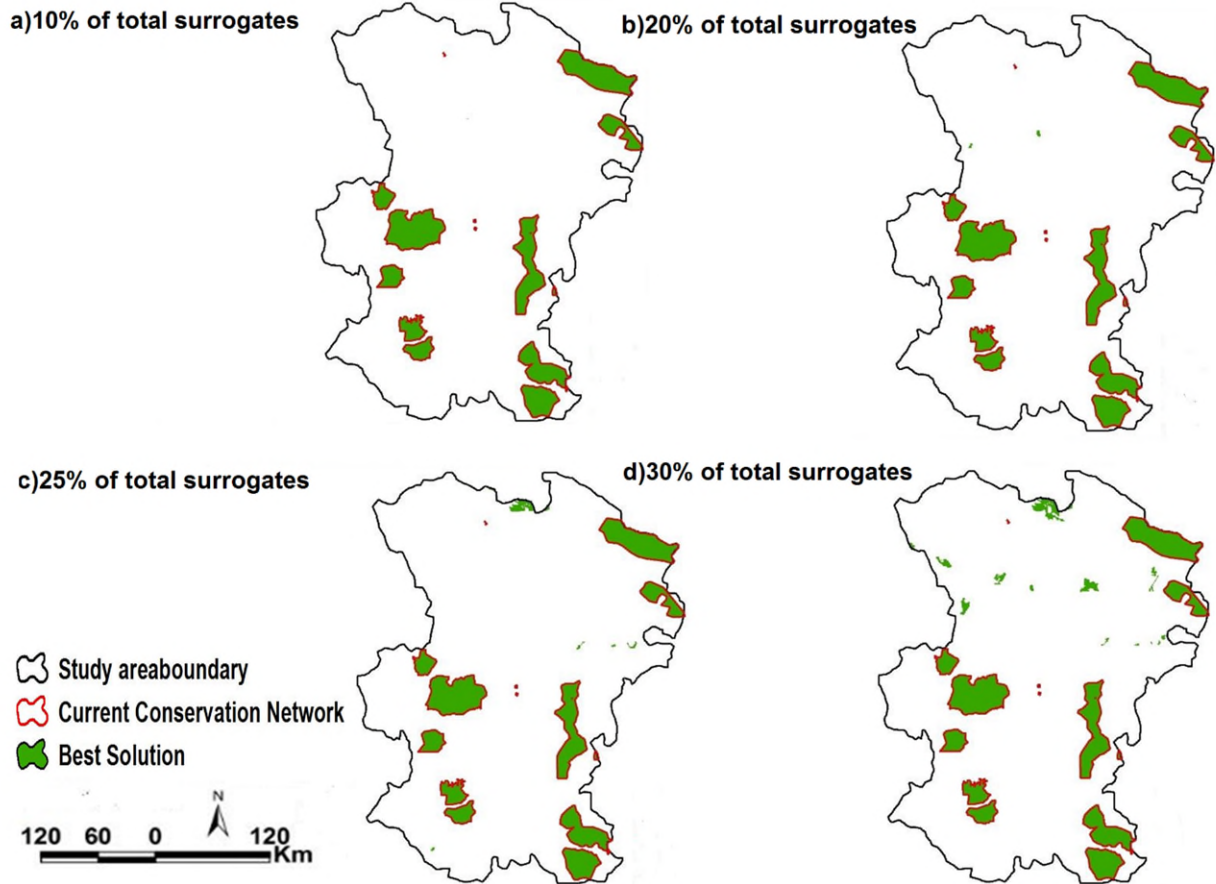 a)10% of total surrogates
b)20% of total surrogates
c)25% of total surrogates
d)30% of total surrogates
Study areaboundary
Current Conservation Network
Best Solution
N
120 60 0 120
Km